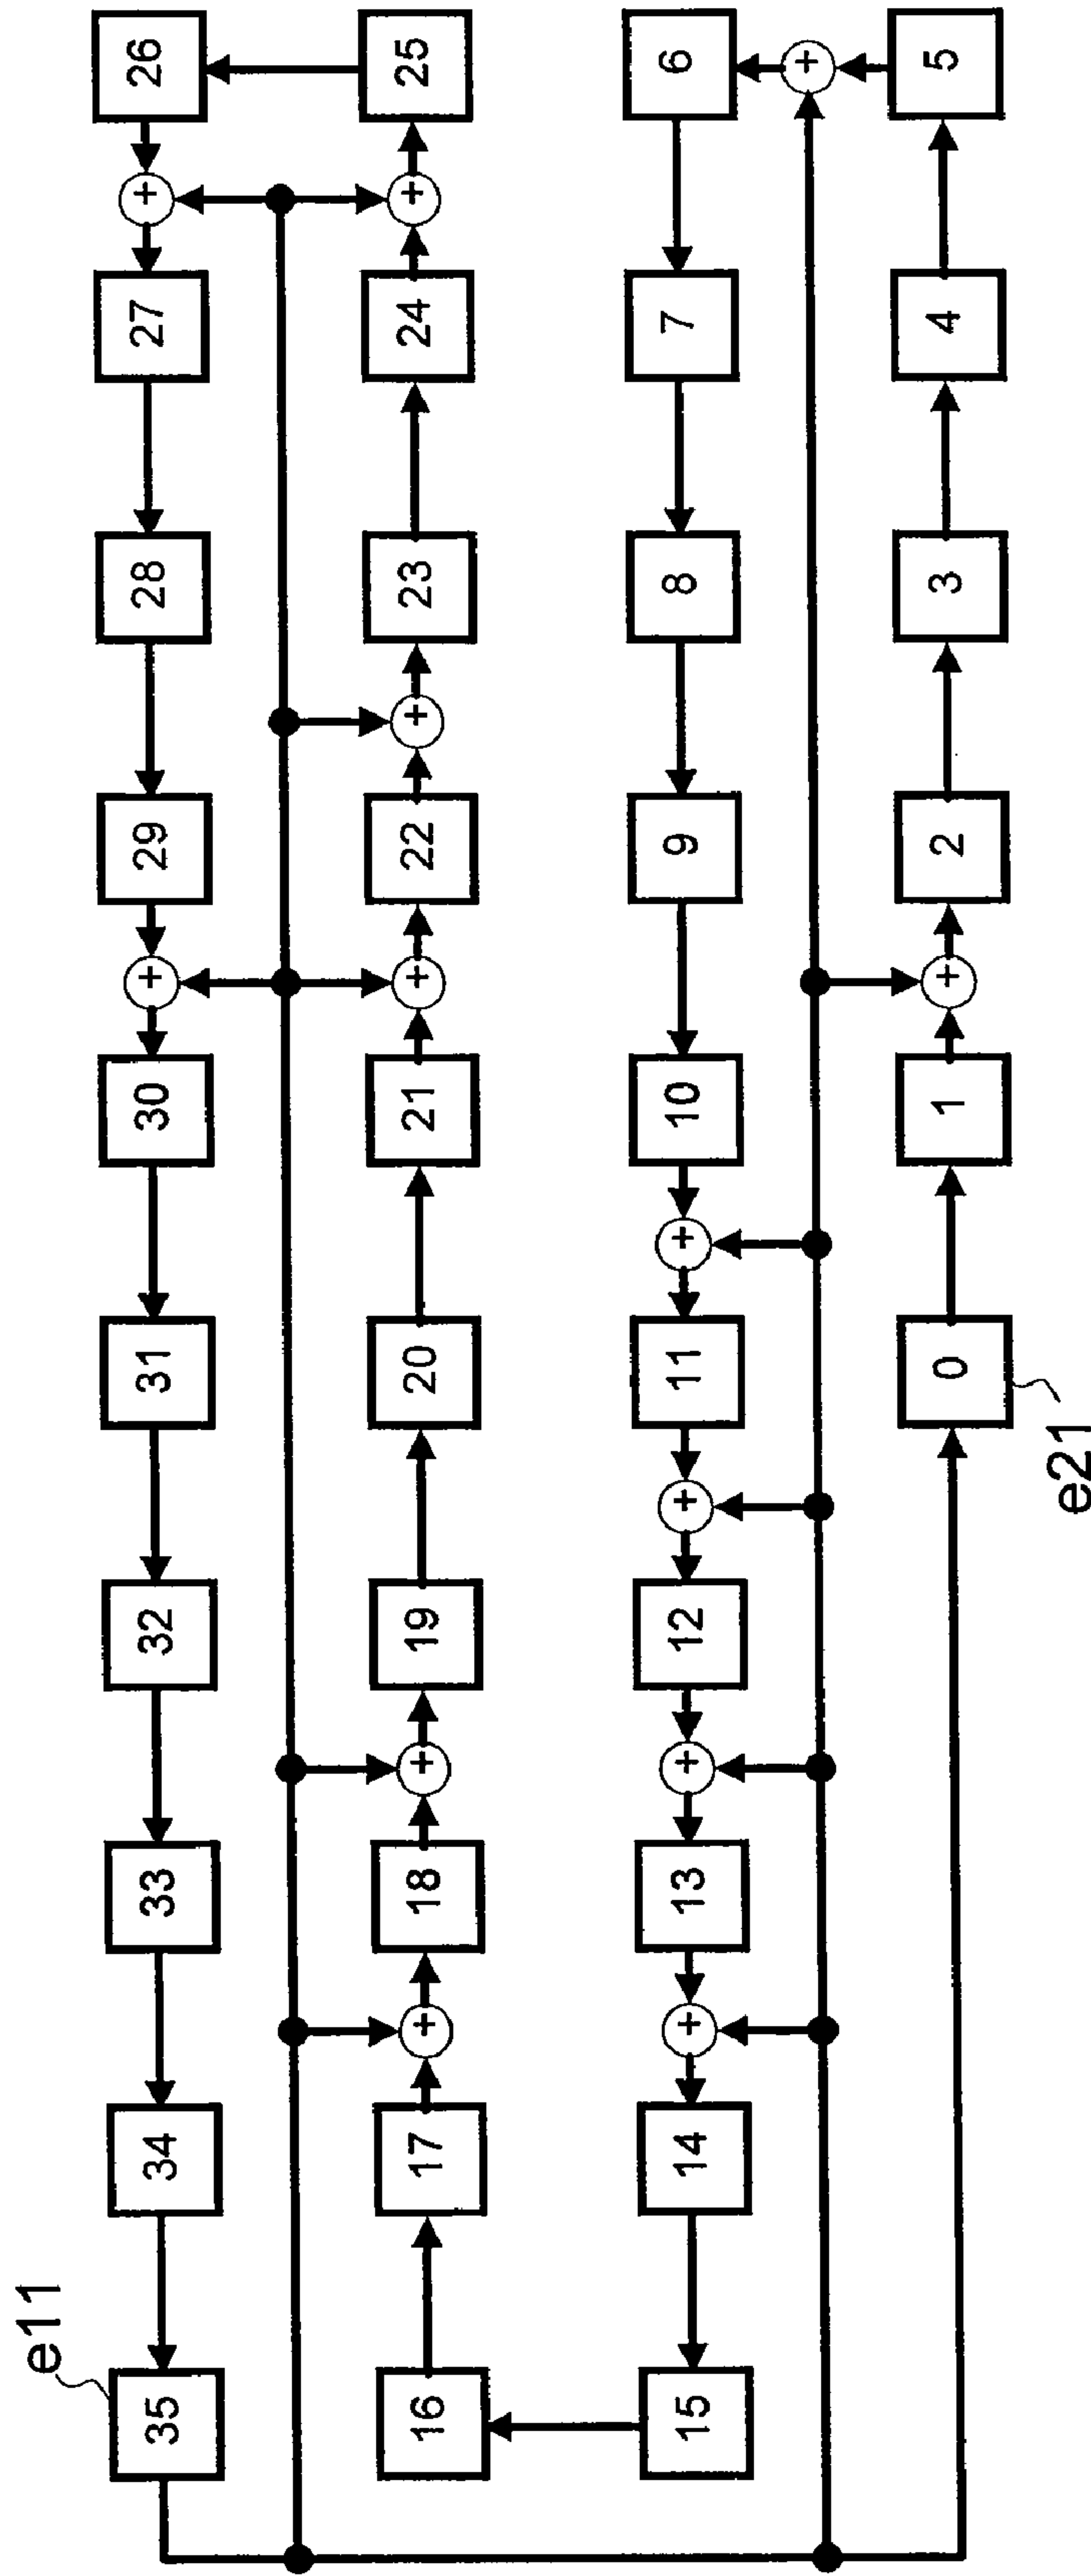 e11
35 34 33 32 31 30 + 29 28 27 + 26
16 17 + 18 + 19 20 21 + 22 + 23 24 + 25
15 14 + 13 + 12 + 11 + 10 9 8 7 6
+
0 1 + 2 3 4 5
e21